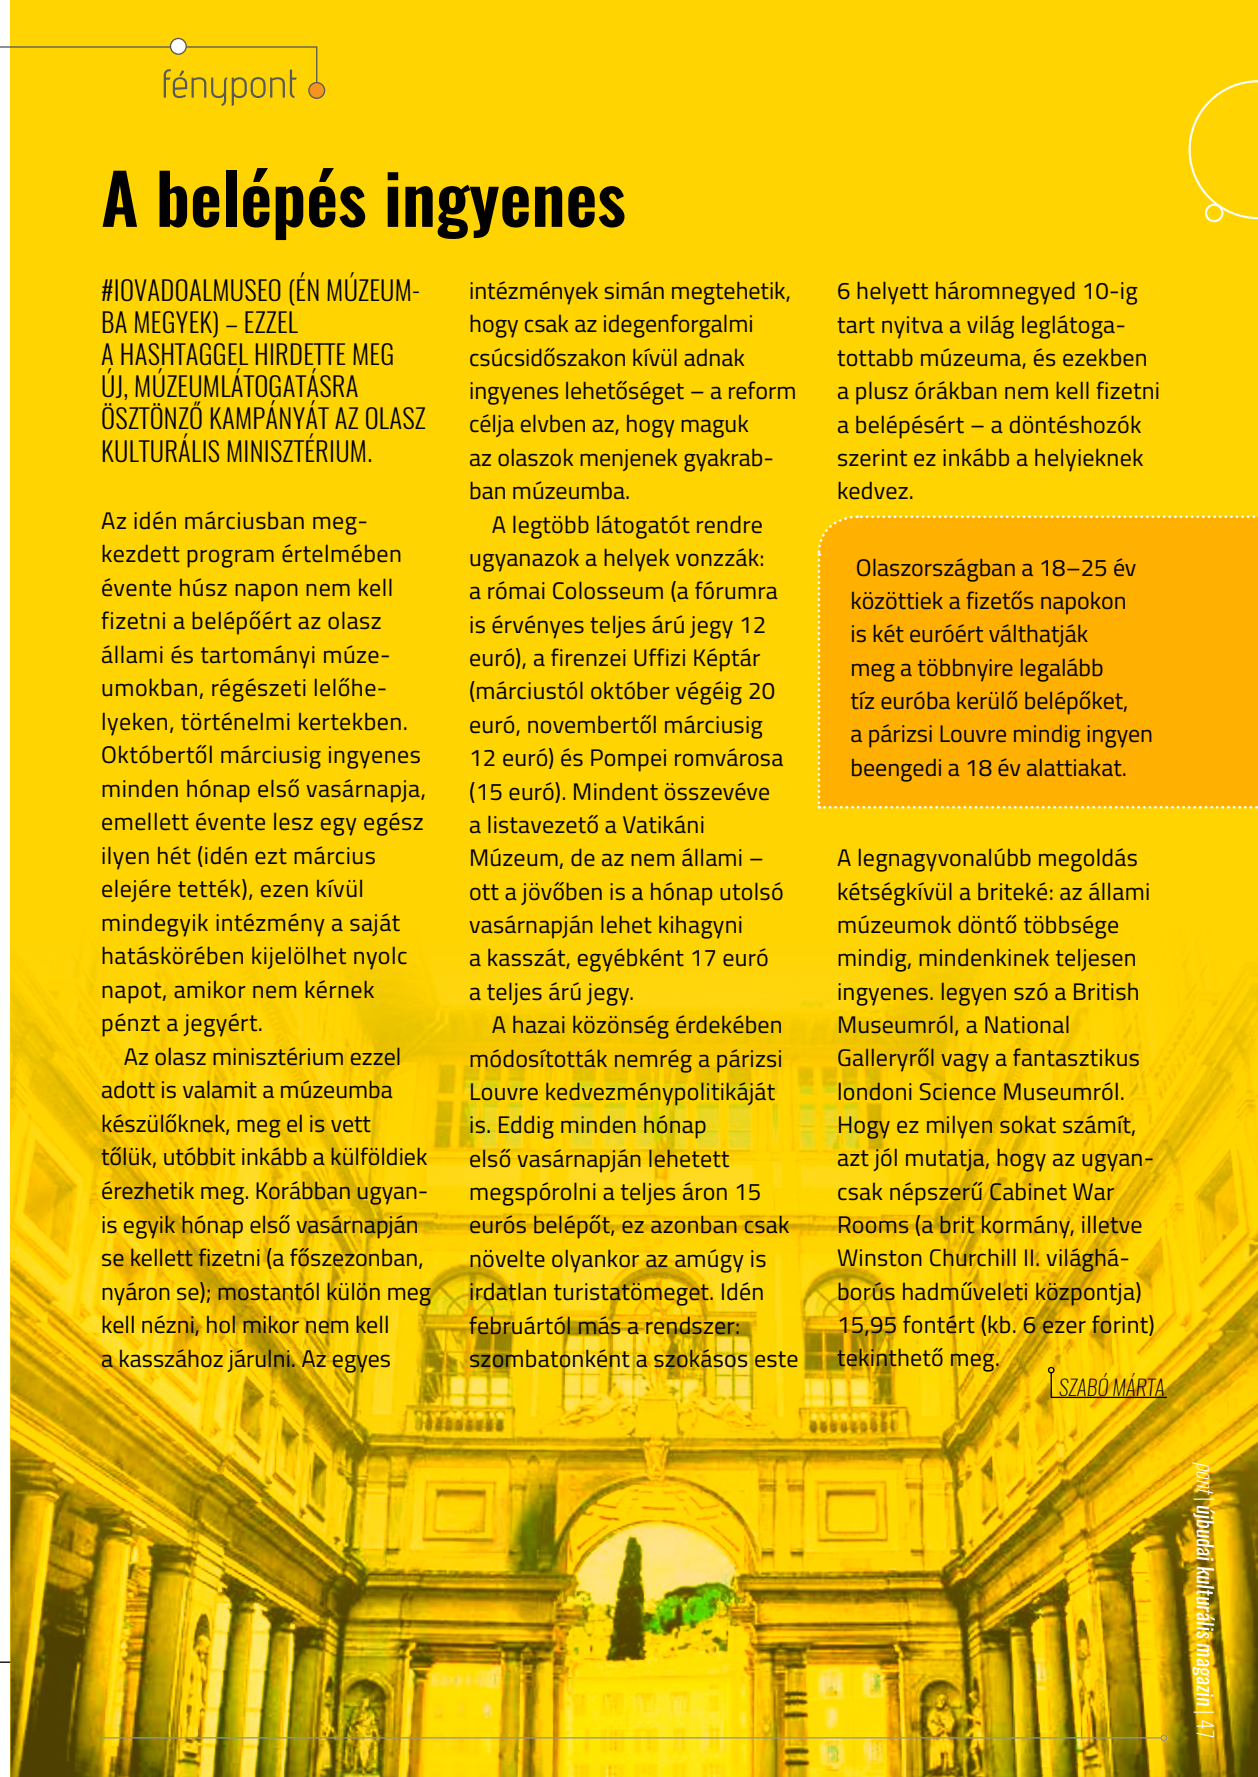 fénypont
A belépés ingyenes
#IOVADOALMUSEO (ÉN MÚZEUM-
BA MEGYEK) – EZZEL
A HASHTAGGEL HIRDETTE MEG
ÚJ, MÚZEUMLÁTOGATÁSRA
ÖSZTÖNZŐ KAMPÁNYÁT AZ OLASZ
KULTURÁLIS MINISZTÉRIUM.
Az idén márciusban meg-
kezdett program értelmében
évente húsz napon nem kell
fizetni a belépőért az olasz
állami és tartományi múze-
umokban, régészeti lelőhe-
lyeken, történelmi kertekben.
Októbertől márciusig ingyenes
minden hónap első vasárnapja,
emellett évente lesz egy egész
ilyen hét (idén ezt március
elejére tették), ezen kívül
mindegyik intézmény a saját
hatáskörében kijelölhet nyolc
napot, amikor nem kérnek
pénzt a jegyért.
Az olasz minisztérium ezzel
adott is valamit a múzeumba
készülőknek, meg el is vett
tőlük, utóbbit inkább a külföldiek
érezhetik meg. Korábban ugyan-
is egyik hónap első vasárnapján
se kellett fizetni (a főszezonban,
nyáron se); mostantól külön meg
kell nézni, hol mikor nem kell
a kasszához járulni. Az egyes
intézmények simán megtehetik,
hogy csak az idegenforgalmi
csúcsidőszakon kívül adnak
ingyenes lehetőséget – a reform
célja elvben az, hogy maguk
az olaszok menjenek gyakrab-
ban múzeumba.
A legtöbb látogatót rendre
ugyanazok a helyek vonzzák:
a római Colosseum (a fórumra
is érvényes teljes árú jegy 12
euró), a firenzei Uffizi Képtár
(márciustól október végéig 20
euró, novembertől márciusig
12 euró) és Pompei romvárosa
(15 euró). Mindent összevéve
a listavezető a Vatikáni
Múzeum, de az nem állami –
ott a jövőben is a hónap utolsó
vasárnapján lehet kihagyni
a kasszát, egyébként 17 euró
a teljes árú jegy.
A hazai közönség érdekében
módosították nemrég a párizsi
Louvre kedvezménypolitikáját
is. Eddig minden hónap
első vasárnapján lehetett
megspórolni a teljes áron 15
eurós belépőt, ez azonban csak
növelte olyankor az amúgy is
irdatlan turistatömeget. Idén
februártól más a rendszer:
szombatonként a szokásos este
6 helyett háromnegyed 10-ig
tart nyitva a világ leglátoga-
tottabb múzeuma, és ezekben
a plusz órákban nem kell fizetni
a belépésért – a döntéshozók
szerint ez inkább a helyieknek
kedvez.
Olaszországban a 18–25 év
közöttiek a fizetős napokon
is két euróért válthatják
meg a többnyire legalább
tíz euróba kerülő belépőket,
a párizsi Louvre mindig ingyen
beengedi a 18 év alattiakat.
A legnagyvonalúbb megoldás
kétségkívül a briteké: az állami
múzeumok döntő többsége
mindig, mindenkinek teljesen
ingyenes. legyen szó a British
Museumról, a National
Galleryről vagy a fantasztikus
londoni Science Museumról.
Hogy ez milyen sokat számít,
azt jól mutatja, hogy az ugyan-
csak népszerű Cabinet War
Rooms (a brit kormány, illetve
Winston Churchill II. világhá-
borús hadműveleti központja)
15,95 fontért (kb. 6 ezer forint)
tekinthető meg.
SZABÓ MÁRTA
pont | újbudai kulturális magazin | 47